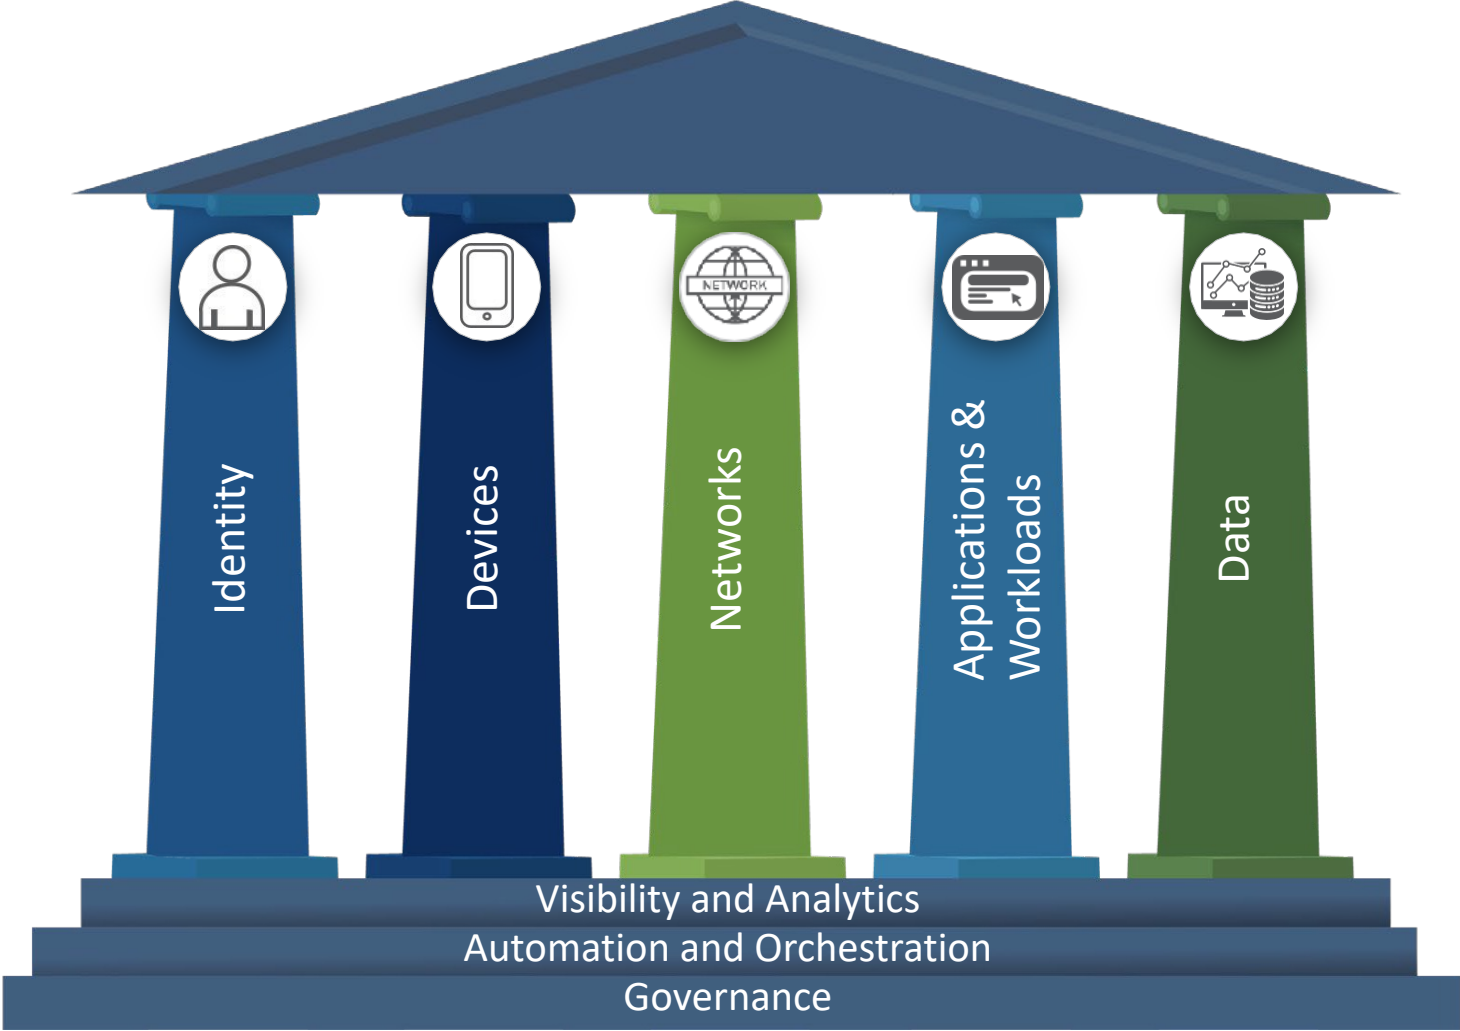 NETWORK
Identity
Devices
Networks
Applications &
Workloads
Data
Visibility and Analytics
Automation and Orchestration
Governance